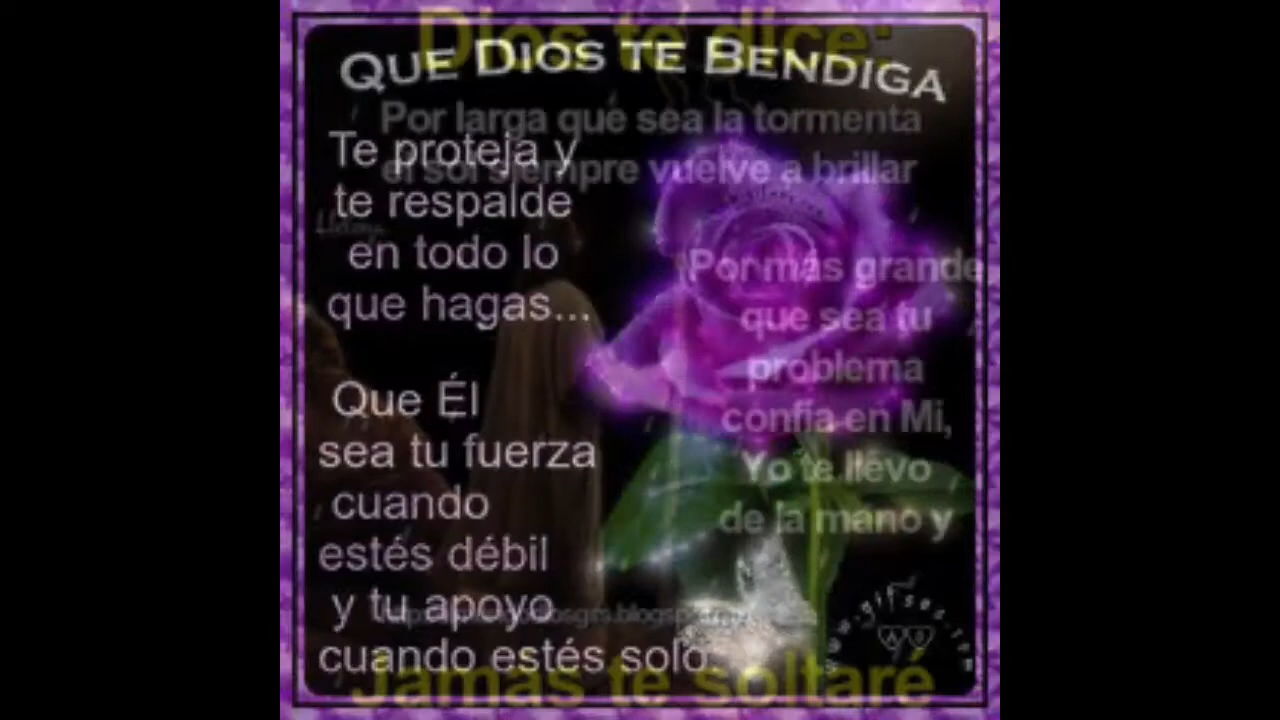 Dios te dice:
QUE DIOS TE BENDIGA
Por larga que sea la tormenta
el sol siempre vuelve a brillar
Te proteja y
te respalde
en todo lo
que hagas...
Por más grande
que sea tu
problema
confia en Mi,
Yo te llevo
de la mano y
Que Él
sea tu fuerza
cuando
estés débil
y tu apoyo
cuando estés solo.
Jamás te soltaré